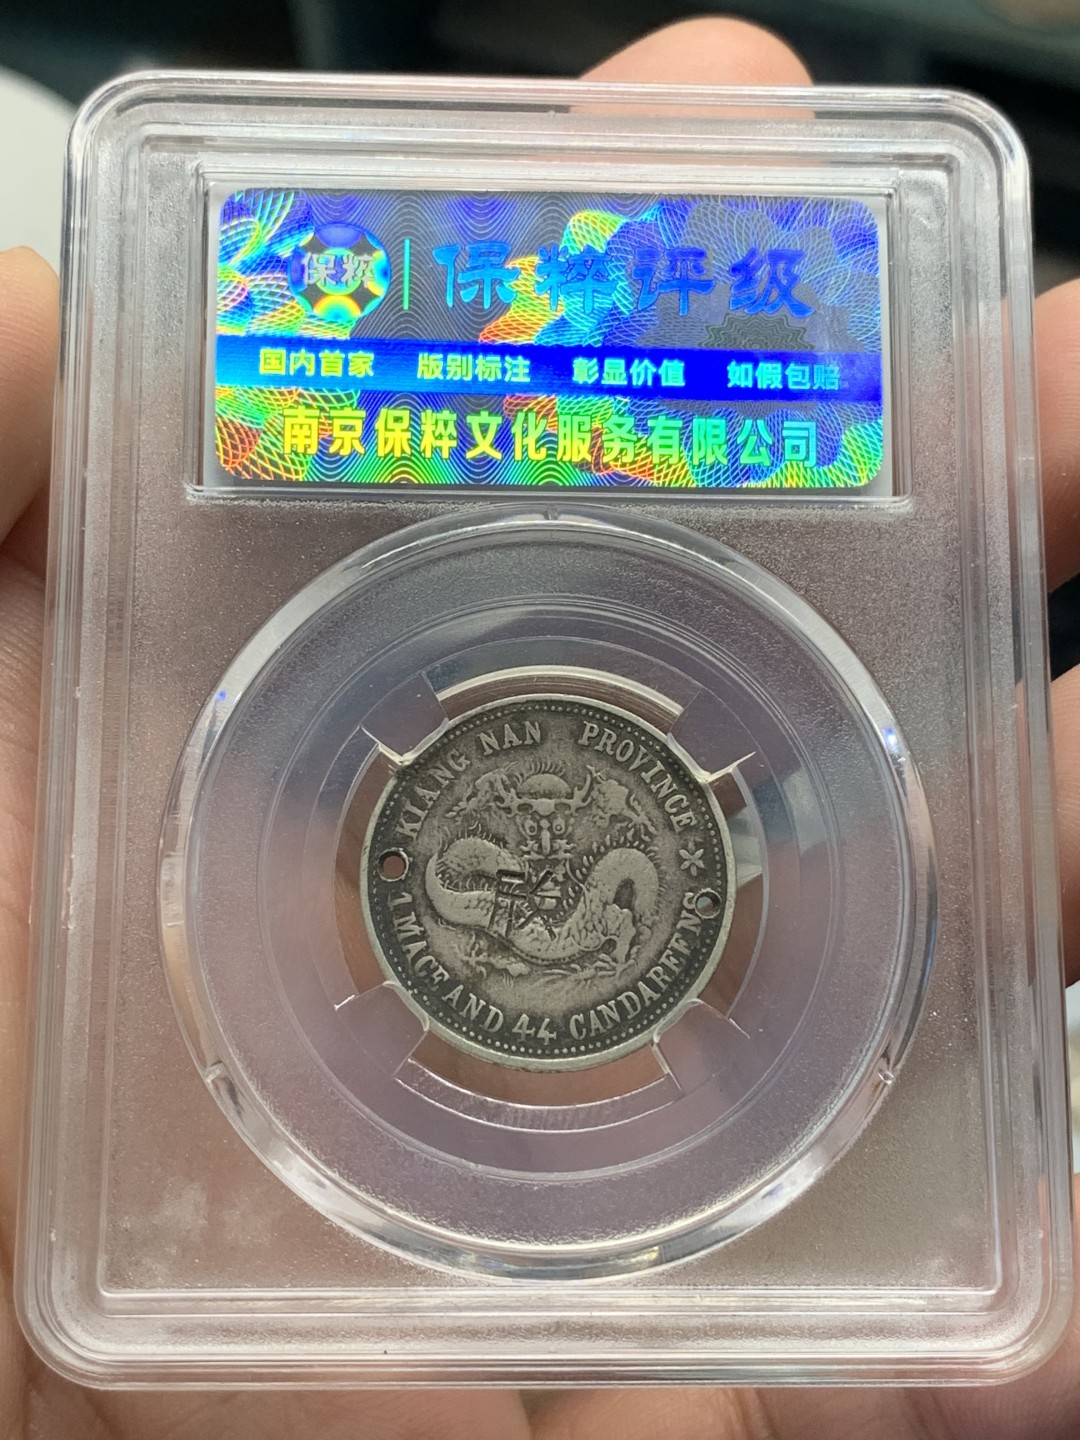 保粹 保粹评级
国内首家 版别标注 彰显价值 如假包赔
南京保粹文化服务有限公司
KIANG NAN PROVINCE
1 MACE AND 44 CANDAREENS